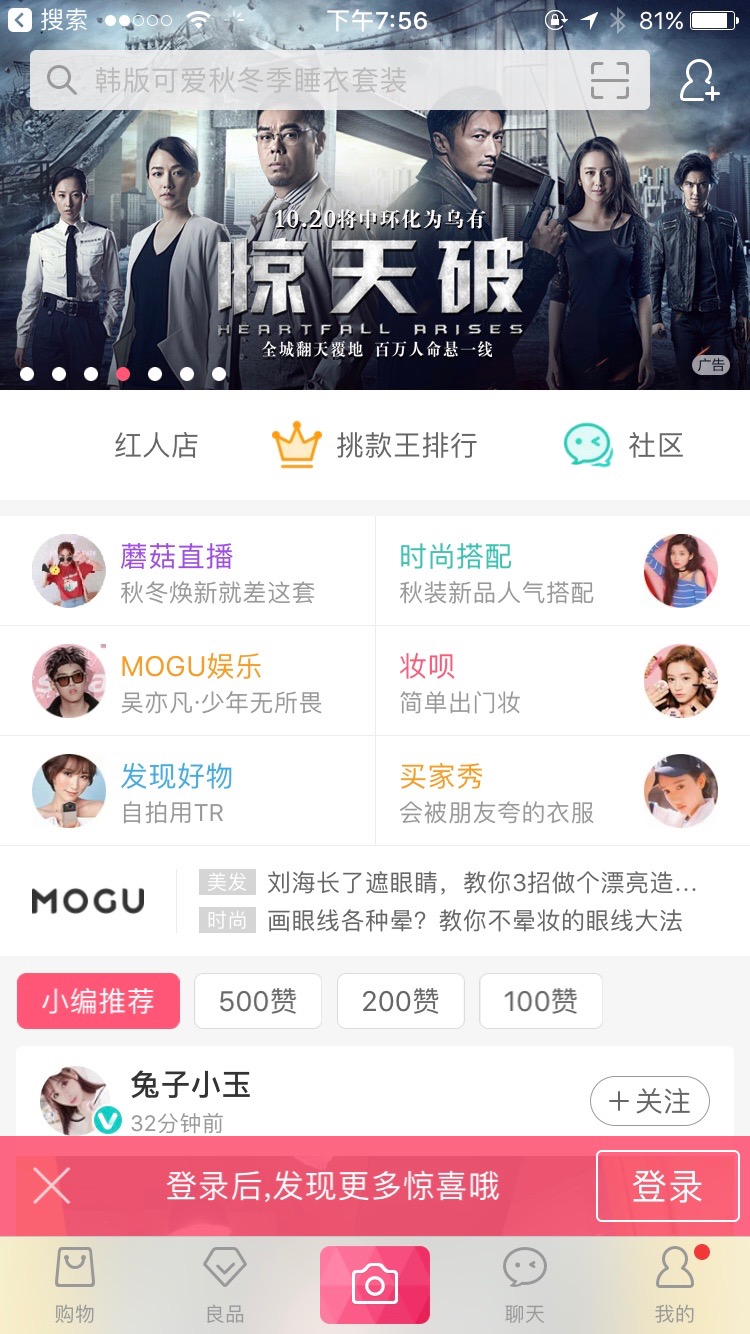 搜索
下午7:56
81%
韩版可爱秋冬季睡衣套装
10.20将中环化为乌有
惊天破
HEARTFALL ARISES
全城翻天覆地 百万人命悬一线
广告
红人店
挑款王排行
社区
蘑菇直播
秋冬焕新就差这套
时尚搭配
秋装新品人气搭配
MOGU娱乐
吴亦凡·少年无所畏
妆呗
简单出门妆
发现好物
自拍用TR
买家秀
会被朋友夸的衣服
MOGU
美发 刘海长了遮眼睛，教你3招做个漂亮造...
时尚 画眼线各种晕？教你不晕妆的眼线大法
小编推荐 500赞 200赞 100赞
兔子小玉
32分钟前
+关注
登录后,发现更多惊喜哦
登录
购物 良品 聊天 我的